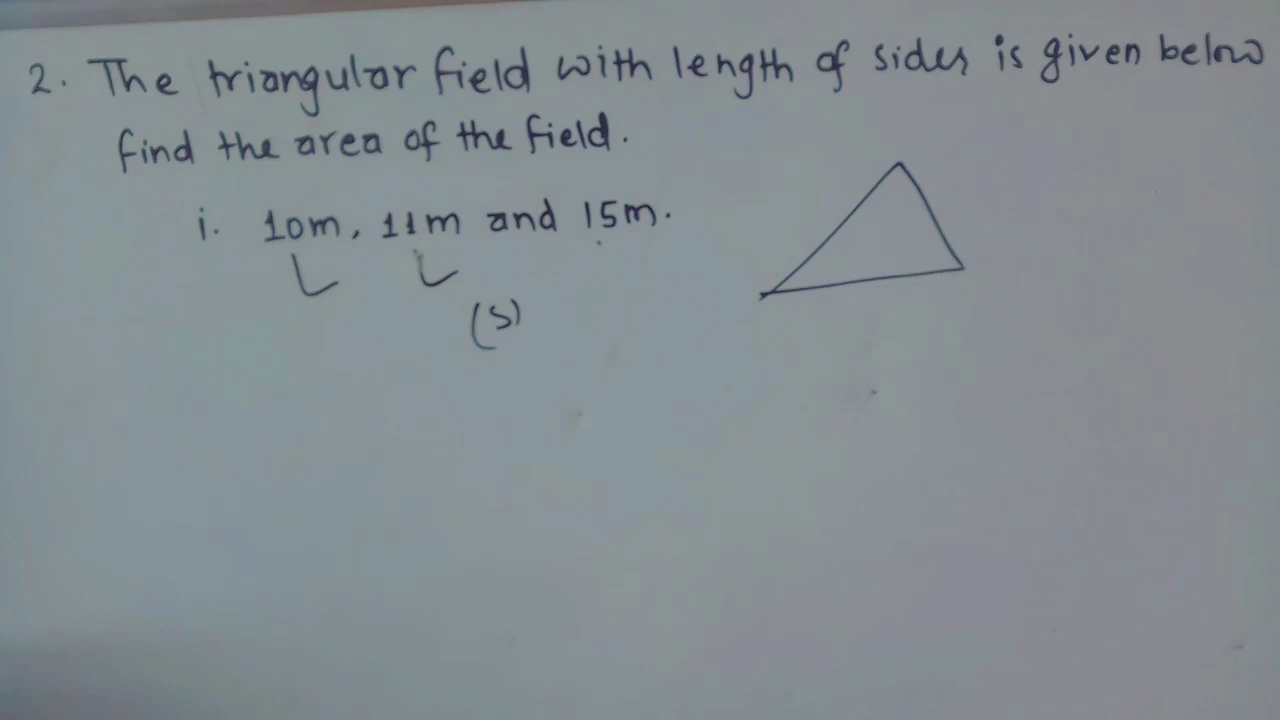 2. The triangular field with length of sides is given below
find the area of the field.
i. 10m, 11m and 15m.
(s)